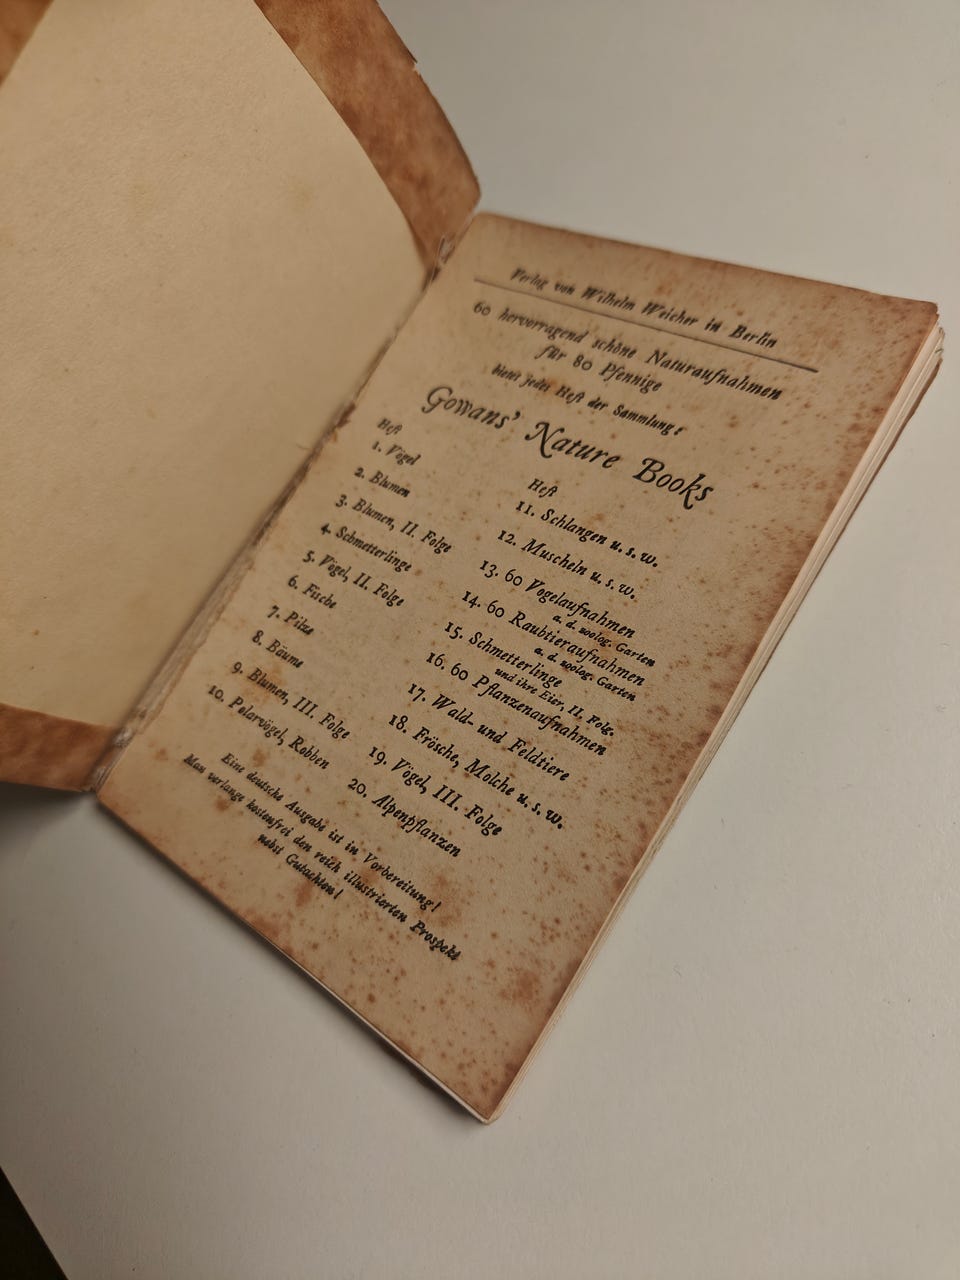 Verlag von Wilhelm Weicher in Berlin
60 hervorragend schöne Naturaufnahmen
für 80 Pfennige
bietet jedes Heft der Sammlung:
Gowans' Nature Books
Heft
1. Vögel
2. Blumen
3. Blumen, II. Folge
4. Schmetterlinge
5. Vögel, II. Folge
6. Fische
7. Pilze
8. Bäume
9. Blumen, III. Folge
10. Polarvögel, Robben
Heft
11. Schlangen u. s. w.
12. Muscheln u. s. w.
13. 60 Vogelaufnahmen
a. d. zoolog. Garten
14. 60 Raubtieraufnahmen
a. d. zoolog. Garten
15. Schmetterlinge
und ihre Eier, II. Folg.
16. 60 Pflanzenaufnahmen
17. Wald- und Feldtiere
18. Frösche, Molche u. s. w.
19. Vögel, III. Folge
20. Alpenpflanzen
Eine deutsche Ausgabe ist in Vorbereitung!
Man verlange kostenfrei den reich illustrierten Prospekt
nebst Gutachten!